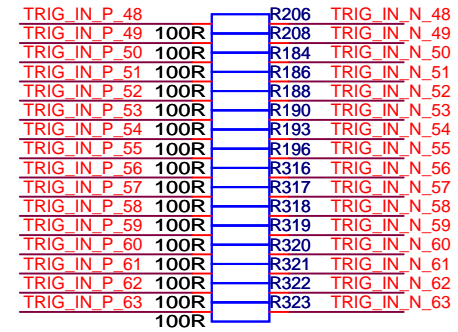 TRIG_IN_P_48 R206 TRIG_IN_N_48
TRIG_IN_P_49 100R R208 TRIG_IN_N_49
TRIG_IN_P_50 100R R184 TRIG_IN_N_50
TRIG_IN_P_51 100R R186 TRIG_IN_N_51
TRIG_IN_P_52 100R R188 TRIG_IN_N_52
TRIG_IN_P_53 100R R190 TRIG_IN_N_53
TRIG_IN_P_54 100R R193 TRIG_IN_N_54
TRIG_IN_P_55 100R R196 TRIG_IN_N_55
TRIG_IN_P_56 100R R316 TRIG_IN_N_56
TRIG_IN_P_57 100R R317 TRIG_IN_N_57
TRIG_IN_P_58 100R R318 TRIG_IN_N_58
TRIG_IN_P_59 100R R319 TRIG_IN_N_59
TRIG_IN_P_60 100R R320 TRIG_IN_N_60
TRIG_IN_P_61 100R R321 TRIG_IN_N_61
TRIG_IN_P_62 100R R322 TRIG_IN_N_62
TRIG_IN_P_63 100R R323 TRIG_IN_N_63
100R